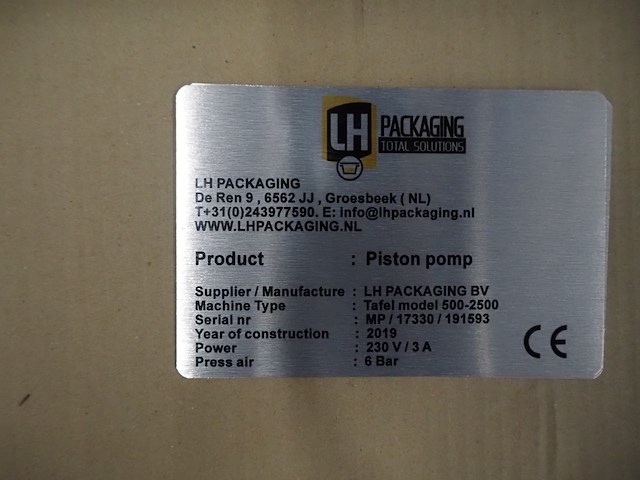 LH PACKAGING
TOTAL SOLUTIONS
LH PACKAGING
De Ren 9 , 6562 JJ , Groesbeek ( NL)
T+31(0)243977590. E: info@lhpackaging.nl
WWW.LHPACKAGING.NL
Product : Piston pomp
Supplier / Manufacture : LH PACKAGING BV
Machine Type : Tafel model 500-2500
Serial nr : MP / 17330 / 191593
Year of construction : 2019
Power : 230 V / 3 A
Press air : 6 Bar
CE